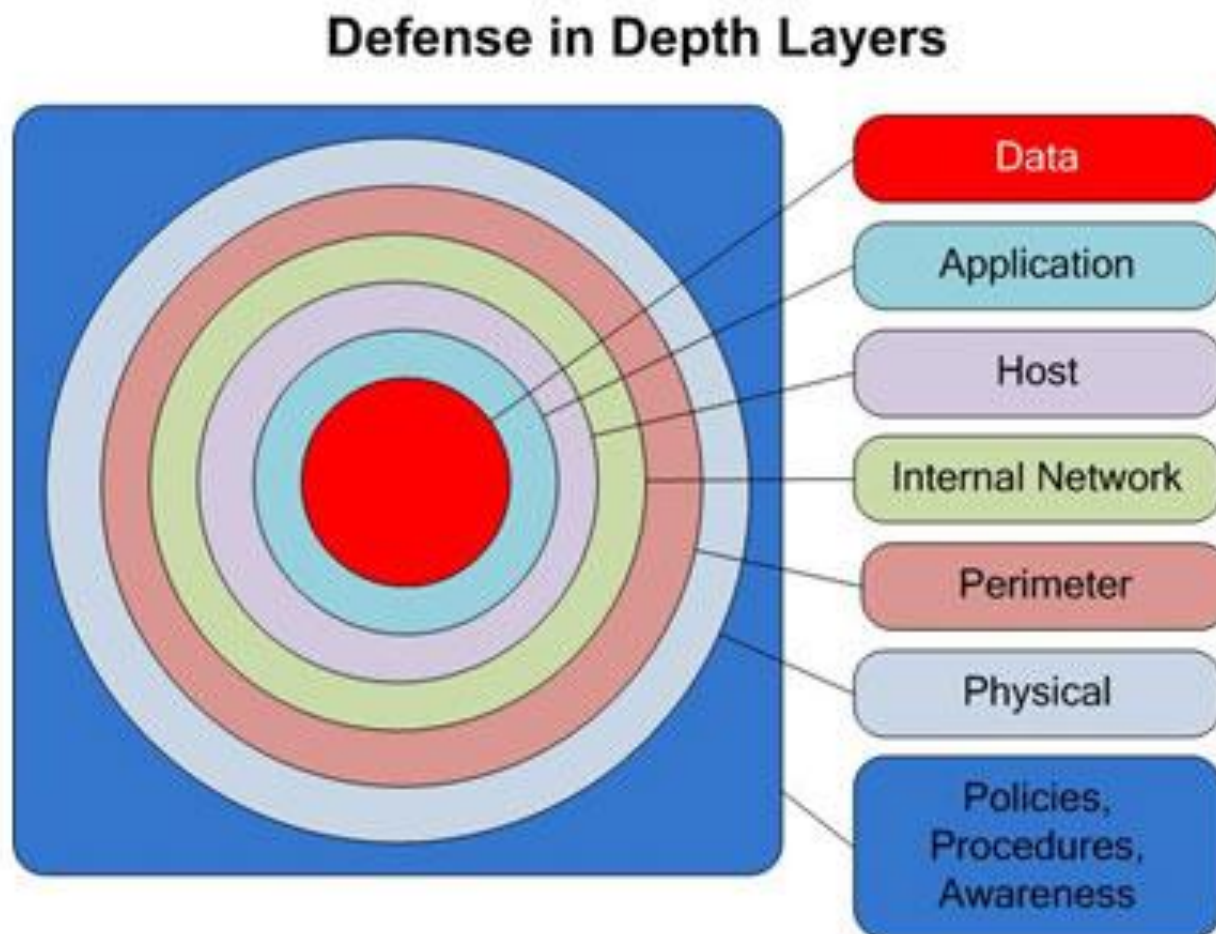 Defense in Depth Layers
Data
Application
Host
Internal Network
Perimeter
Physical
Policies,
Procedures,
Awareness